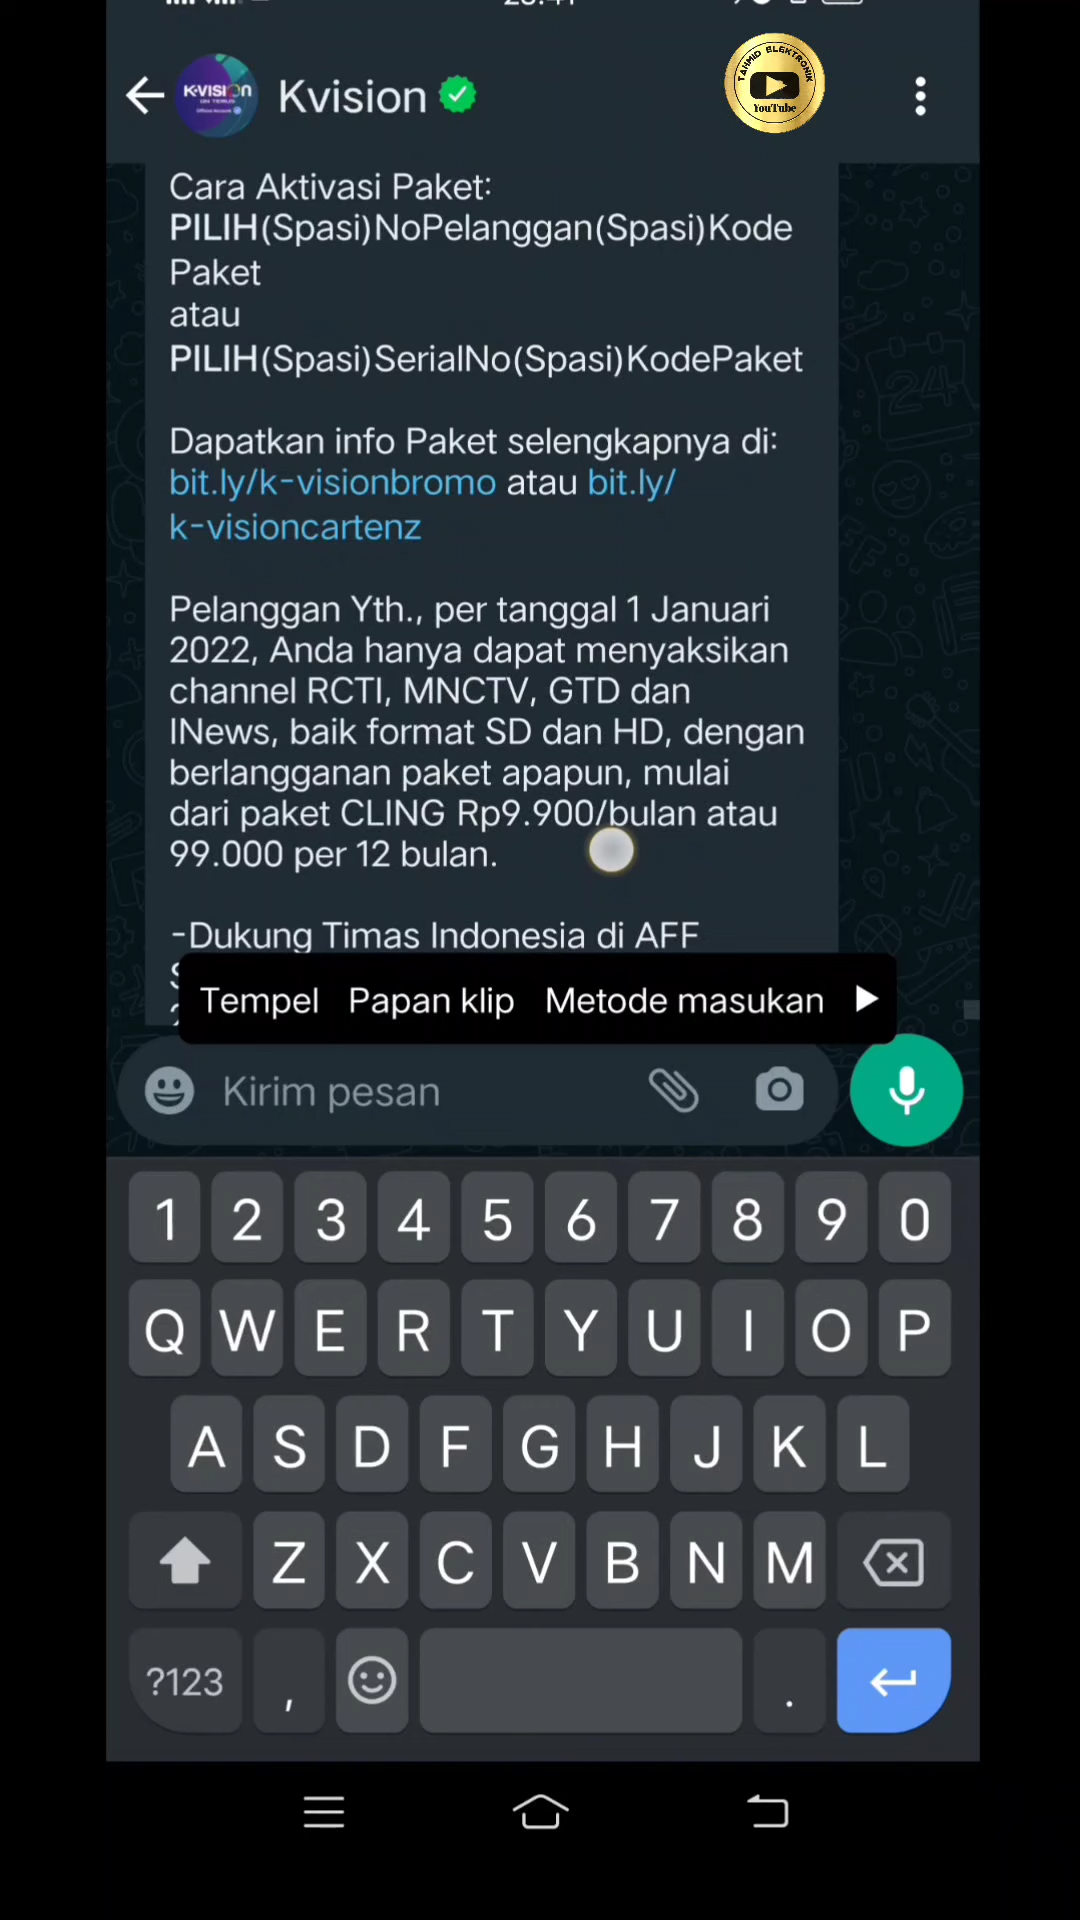 Kvision
K-VISION
TAHMID ELEKTRONIK
YouTube
Cara Aktivasi Paket:
PILIH(Spasi)NoPelanggan(Spasi)Kode
Paket
atau
PILIH(Spasi)SerialNo(Spasi)KodePaket
Dapatkan info Paket selengkapnya di:
bit.ly/k-visionbromo atau bit.ly/
k-visioncartenz
Pelanggan Yth., per tanggal 1 Januari
2022, Anda hanya dapat menyaksikan
channel RCTI, MNCTV, GTD dan
INews, baik format SD dan HD, dengan
berlangganan paket apapun, mulai
dari paket CLING Rp9.900/bulan atau
99.000 per 12 bulan.
-Dukung Timas Indonesia di AFF
Tempel Papan klip Metode masukan
Kirim pesan
1 2 3 4 5 6 7 8 9 0
Q W E R T Y U I O P
A S D F G H J K L
Z X C V B N M
?123 , .